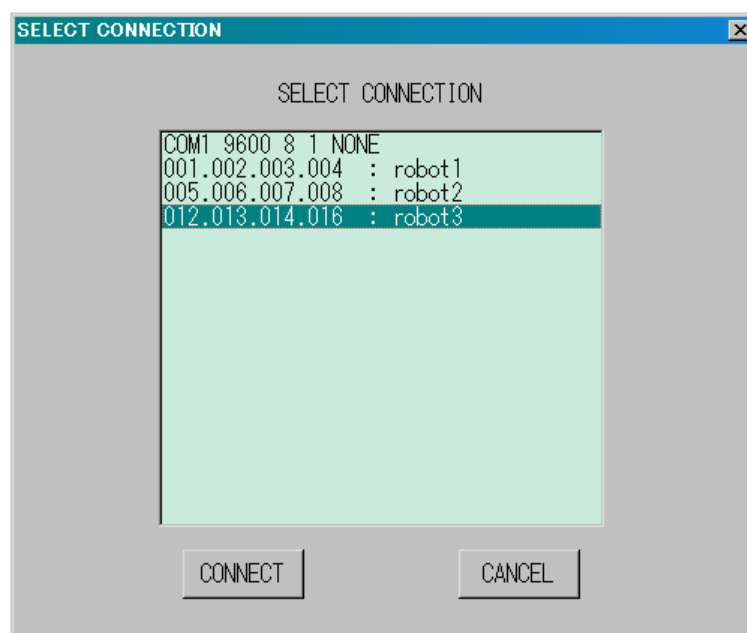 SELECT CONNECTION
SELECT CONNECTION
COM1 9600 8 1 NONE
001.002.003.004 : robot1
005.006.007.008 : robot2
012.013.014.016 : robot3
CONNECT
CANCEL